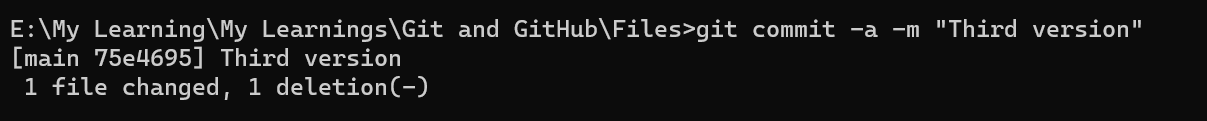 E:\My Learning\My Learnings\Git and GitHub\Files>git commit -a -m "Third version"
[main 75e4695] Third version
 1 file changed, 1 deletion(-)